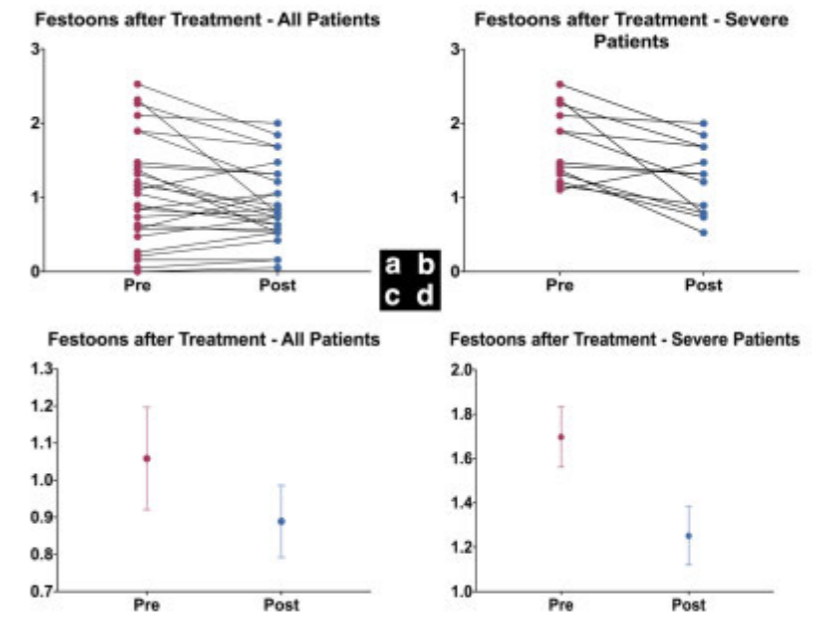 Festoons after Treatment - All Patients
3
2
1
0
Pre Post
Festoons after Treatment - Severe
Patients
3
2
1
0
Pre Post
a b
c d
Festoons after Treatment - All Patients
1.3
1.2
1.1
1.0
0.9
0.8
0.7
Pre Post
Festoons after Treatment - Severe Patients
2.0
1.8
1.6
1.4
1.2
1.0
Pre Post